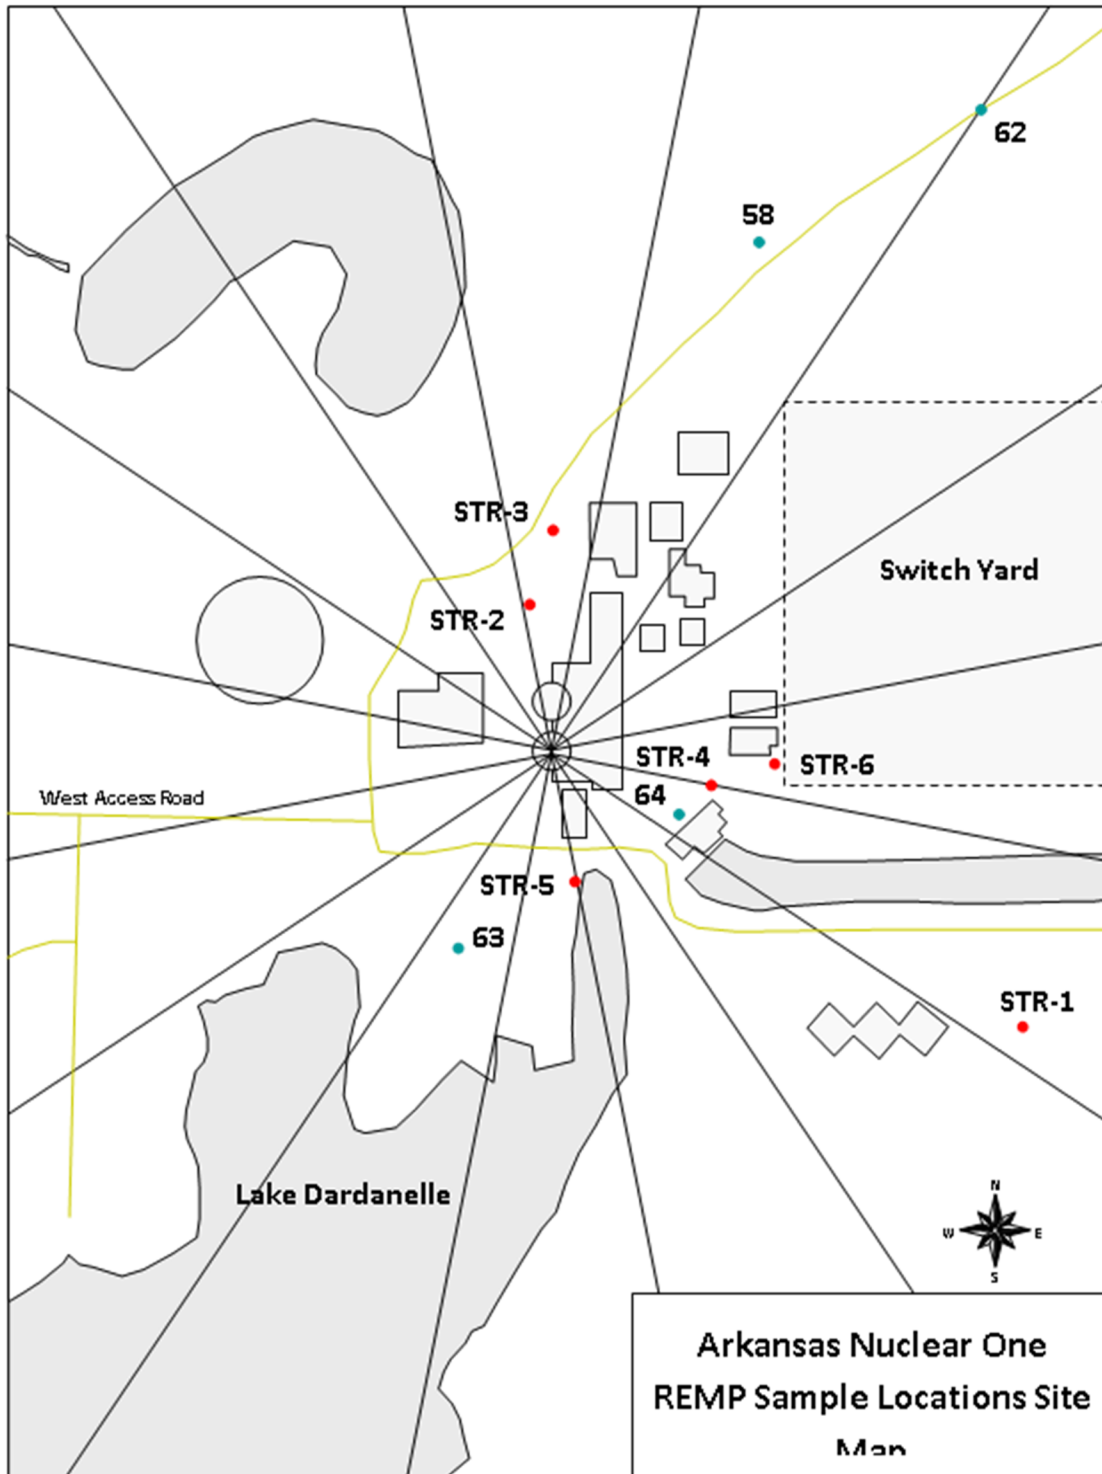 62
58
STR-3
Switch Yard
STR-2
STR-4
STR-6
64
West Access Road
STR-5
63
STR-1
Lake Dardanelle
N
W
E
S
Arkansas Nuclear One
REMP Sample Locations Site
Map